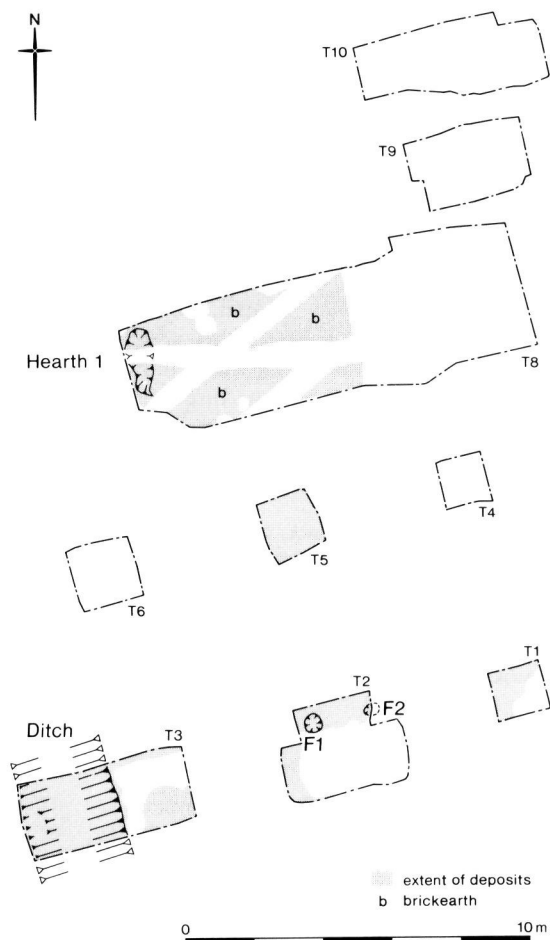 N
T10
T9
b
b
Hearth 1
b
T8
T4
T5
T6
T1
T2
F2
Ditch
T3
F1
extent of deposits
b brickearth
0 10 m